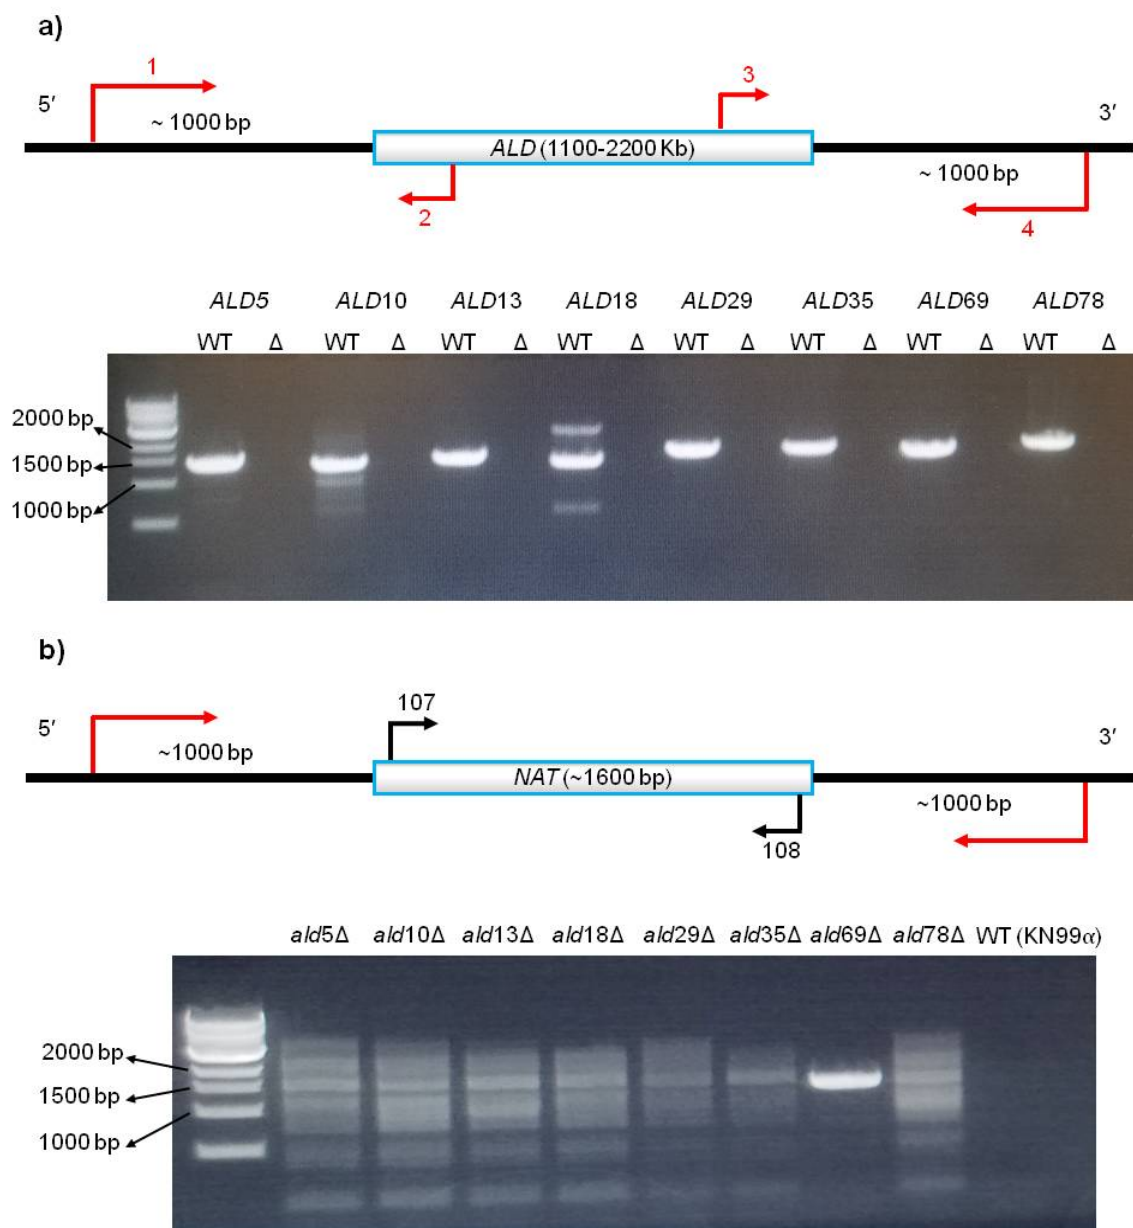 a)
1
3
5′
3′
~ 1000 bp
ALD (1100-2200 Kb)
~ 1000 bp
2
4
ALD5 ALD10 ALD13 ALD18 ALD29 ALD35 ALD69 ALD78
WT Δ WT Δ WT Δ WT Δ WT Δ WT Δ WT Δ WT Δ
2000 bp
1500 bp
1000 bp
b)
107
5′
3′
~1000 bp
NAT (~1600 bp)
~1000 bp
108
ald5Δ ald10Δ ald13Δ ald18Δ ald29Δ ald35Δ ald69Δ ald78Δ WT (KN99α)
2000 bp
1500 bp
1000 bp